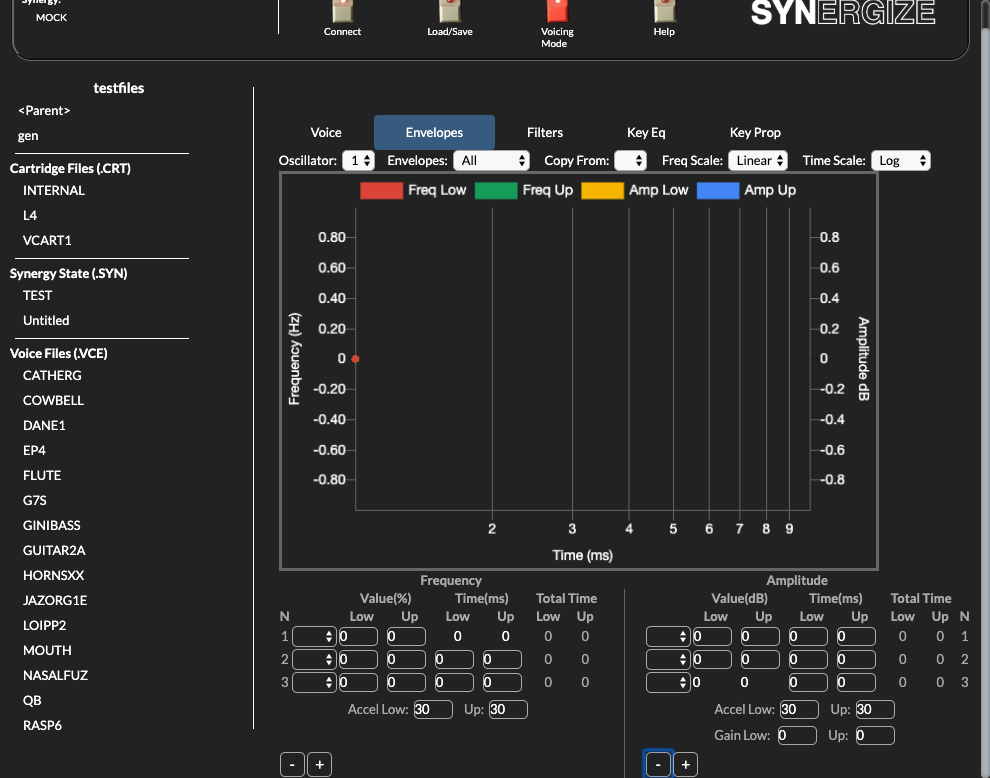 Synergy:
MOCK
Connect
Load/Save
Voicing Mode
Help
SYNERGIZE
testfiles
<Parent>
gen
Cartridge Files (.CRT)
INTERNAL
L4
VCART1
Synergy State (.SYN)
TEST
Untitled
Voice Files (.VCE)
CATHERG
COWBELL
DANE1
EP4
FLUTE
G7S
GINIBASS
GUITAR2A
HORNSXX
JAZORG1E
LOIPP2
MOUTH
NASALFUZ
QB
RASP6
Voice Envelopes Filters Key Eq Key Prop
Oscillator: 1 Envelopes: All Copy From: Freq Scale: Linear Time Scale: Log
Freq Low Freq Up Amp Low Amp Up
0.80 0.8
0.60 0.6
0.40 0.4
0.20 0.2
0 0
-0.20 -0.2
-0.40 -0.4
-0.60 -0.6
-0.80 -0.8
Frequency (Hz)
Amplitude dB
2 3 4 5 6 7 8 9
Time (ms)
Frequency
Value(%) Time(ms) Total Time
N Low Up Low Up Low Up
1 0 0 0 0 0 0
2 0 0 0 0 0 0
3 0 0 0 0 0 0
Accel Low: 30 Up: 30
- +
Amplitude
Value(dB) Time(ms) Total Time
Low Up Low Up Low Up N
0 0 0 0 0 0 1
0 0 0 0 0 0 2
0 0 0 0 0 0 3
Accel Low: 30 Up: 30
Gain Low: 0 Up: 0
- +